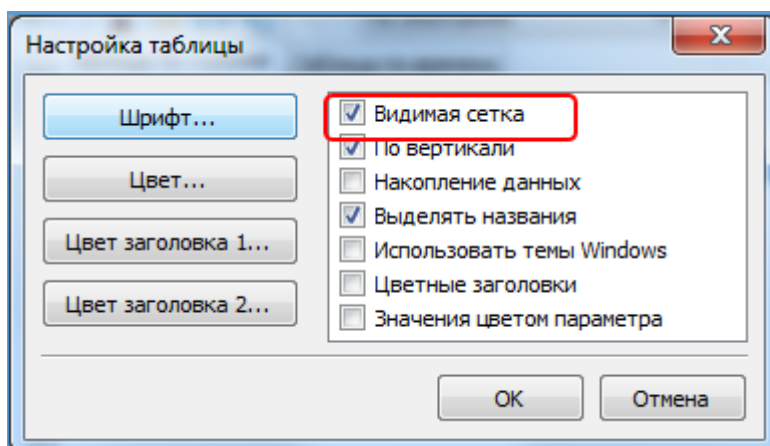 Настройка таблицы
Шрифт...
Цвет...
Цвет заголовка 1...
Цвет заголовка 2...
Видимая сетка
По вертикали
Накопление данных
Выделять названия
Использовать темы Windows
Цветные заголовки
Значения цветом параметра
OK
Отмена